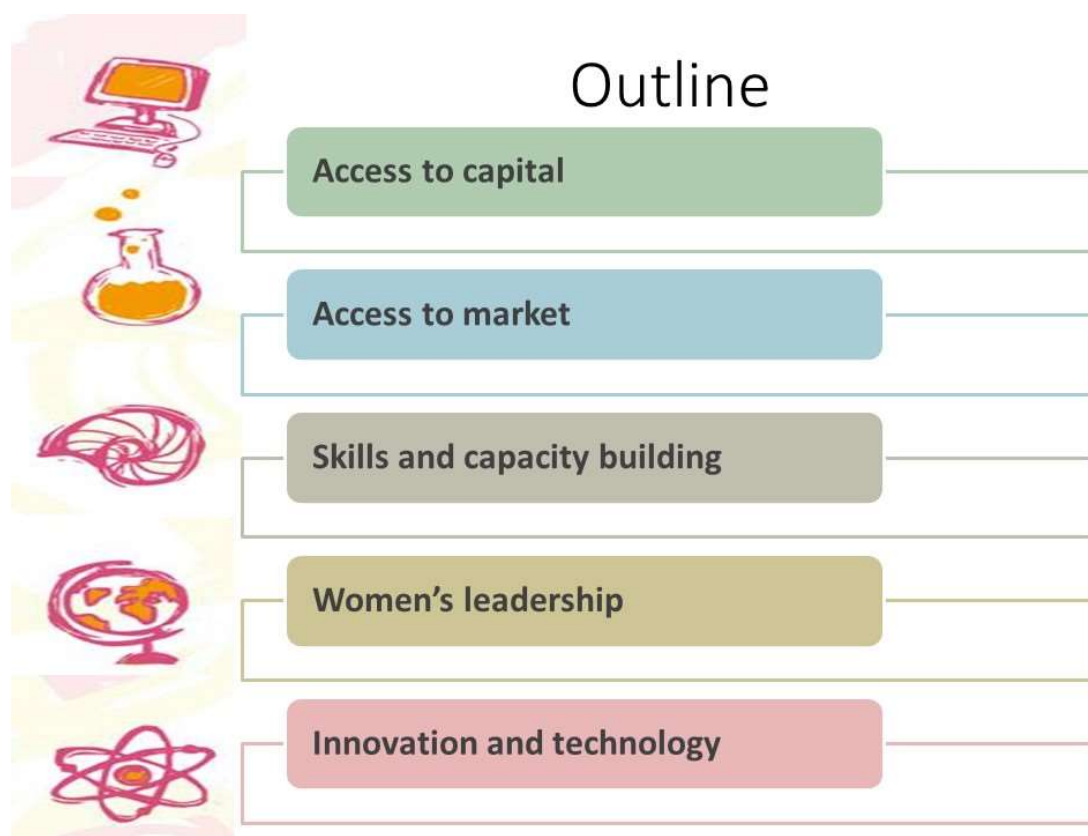 Outline
Access to capital
Access to market
Skills and capacity building
Women’s leadership
Innovation and technology